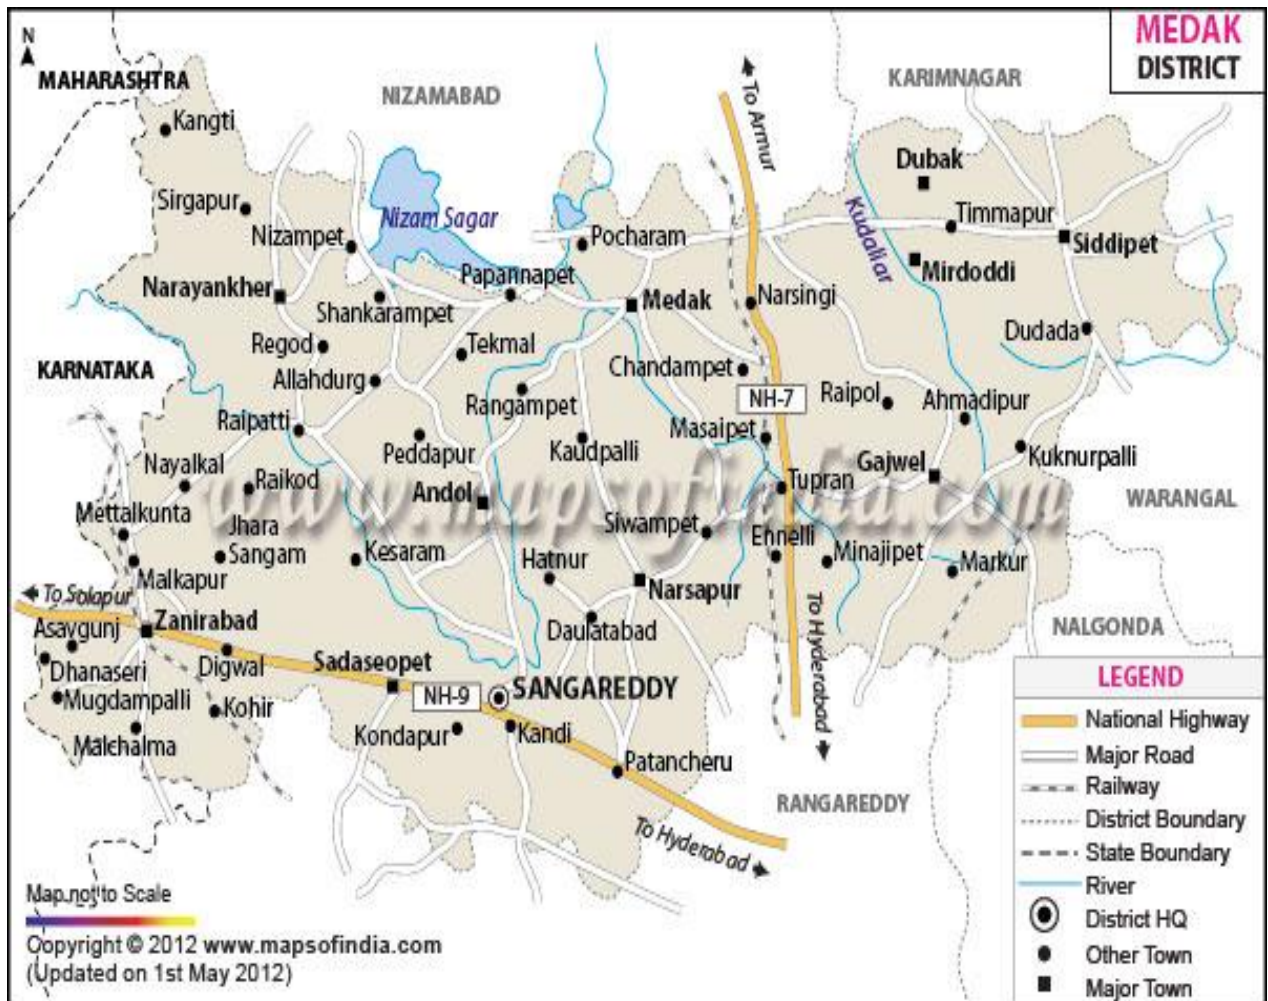 N
MEDAK
DISTRICT
MAHARASHTRA
NIZAMABAD
KARIMNAGAR
To Armur
Kangti
Dubak
Sirgapur
Nizam Sagar
Kudaliar
Timmapur
Nizampet
Pocharam
Siddipet
Papannapet
Mirdoddi
Narayankher
Shankarampet
Medak
Narsingi
Regod
Tekmal
Dudada
KARNATAKA
Allahdurg
Chandampet
Rangampet
NH-7
Raipol
Ahmadipur
Raipatti
Masaipet
Peddapur
Kaudpalli
Nayalkal
Gajwel
Kuknurpalli
Raikod
Andol
Tupran
www.mapsofindia.com
WARANGAL
Mettalkunta
Jhara
Sangam
Siwampet
Ennelli
Kesaram
Hatnur
Minajipet
Markur
Malkapur
Narsapur
To Solapur
Zanirabad
To Hyderabad
Asavgunj
Daulatabad
NALGONDA
Dhanaseri
Digwal
Sadaseopet
NH-9
SANGAREDDY
Mugdampalli
Kohir
Kondapur
Kandi
Malchalma
Patancheru
RANGAREDDY
To Hyderabad
LEGEND
National Highway
Major Road
Railway
District Boundary
State Boundary
River
District HQ
Other Town
Major Town
Map not to Scale
Copyright © 2012 www.mapsofindia.com
(Updated on 1st May 2012)